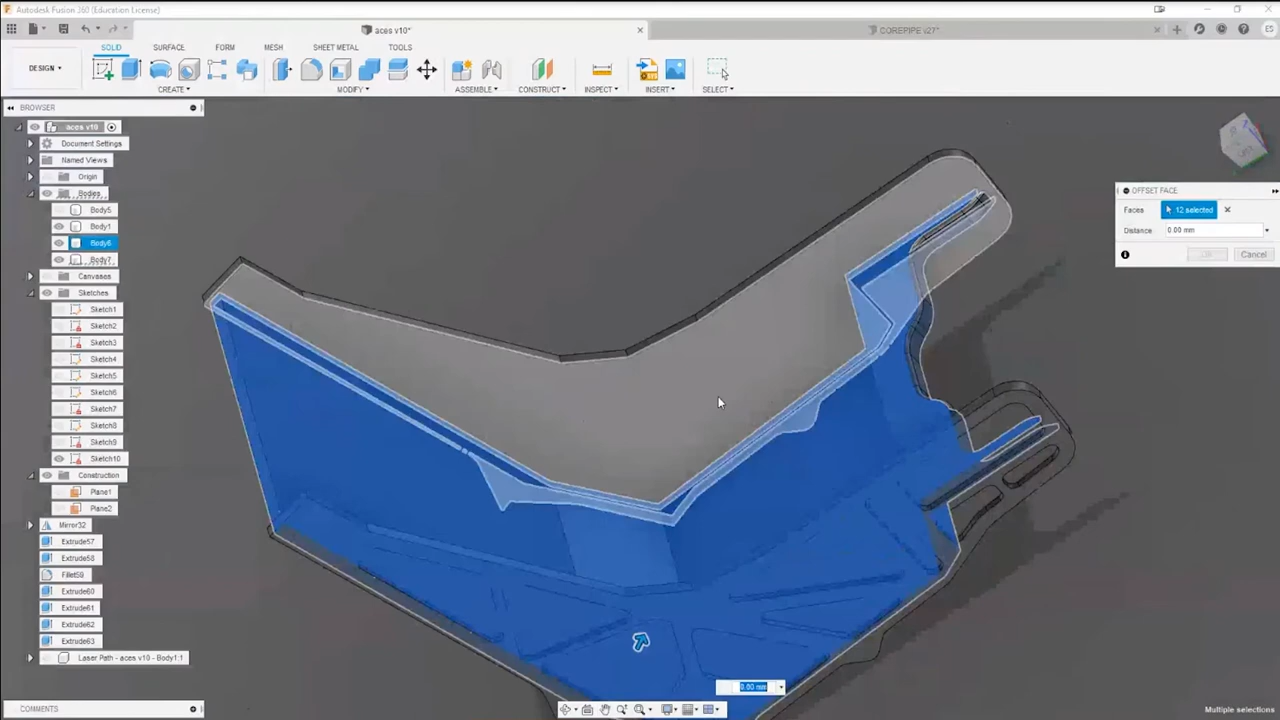 Autodesk Fusion 360 (Education License)
aces v10*
COREPIPE v27*
ES
DESIGN
SOLID
SURFACE
FORM
MESH
SHEET METAL
TOOLS
CREATE
MODIFY
ASSEMBLE
CONSTRUCT
INSPECT
INSERT
SELECT
BROWSER
aces v10
Document Settings
Named Views
Origin
Bodies
Body5
Body1
Body6
Body7
Canvases
Sketches
Sketch1
Sketch2
Sketch3
Sketch4
Sketch5
Sketch6
Sketch7
Sketch8
Sketch9
Sketch10
Construction
Plane1
Plane2
Mirror32
Extrude57
Extrude58
Fillet59
Extrude60
Extrude61
Extrude62
Extrude63
Laser Path - aces v10 - Body1:1
OFFSET FACE
Faces
12 selected
Distance
0.00 mm
OK
Cancel
0.00 mm
COMMENTS
Multiple selections